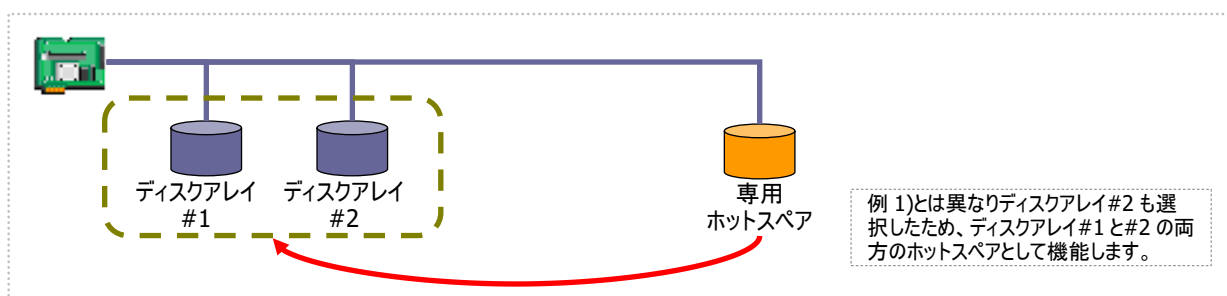 ディスクアレイ
#1
ディスクアレイ
#2
専用
ホットスペア
例 1)とは異なりディスクアレイ#2 も選
択したため、ディスクアレイ#1 と#2 の両
方のホットスペアとして機能します。